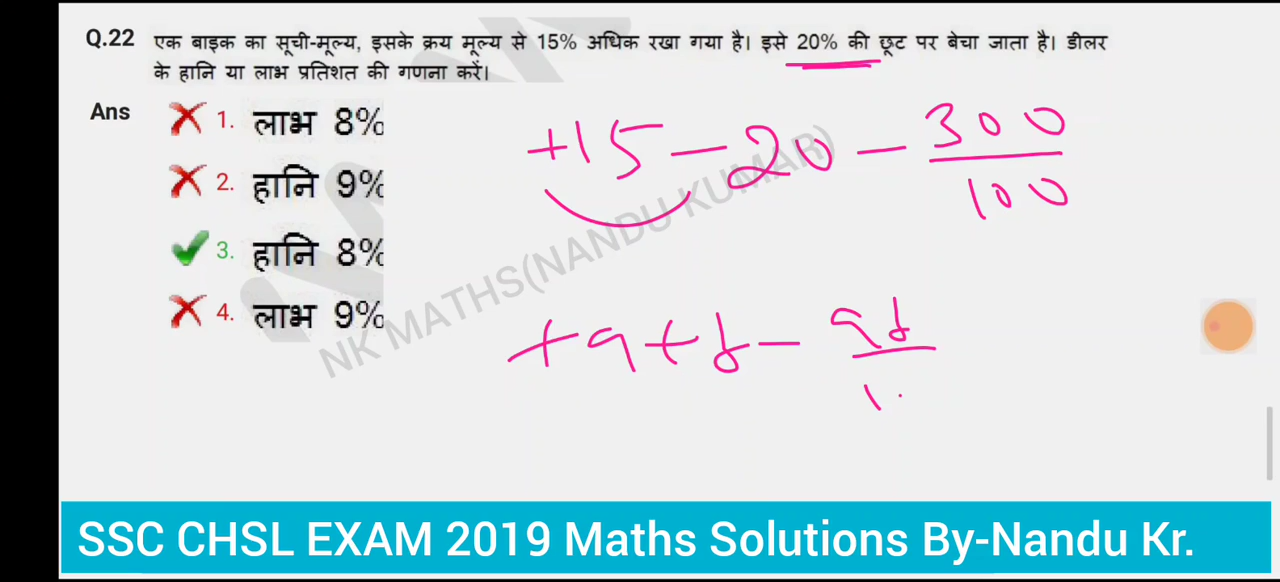 Q.22 एक बाइक का सूची-मूल्य, इसके क्रय मूल्य से 15% अधिक रखा गया है। इसे 20% की छूट पर बेचा जाता है। डीलर
के हानि या लाभ प्रतिशत की गणना करें।
Ans 1. लाभ 8%
2. हानि 9%
3. हानि 8%
4. लाभ 9%
+15 - 20 - 300/100
NK MATHS(NANDU KUMAR)
SSC CHSL EXAM 2019 Maths Solutions By-Nandu Kr.